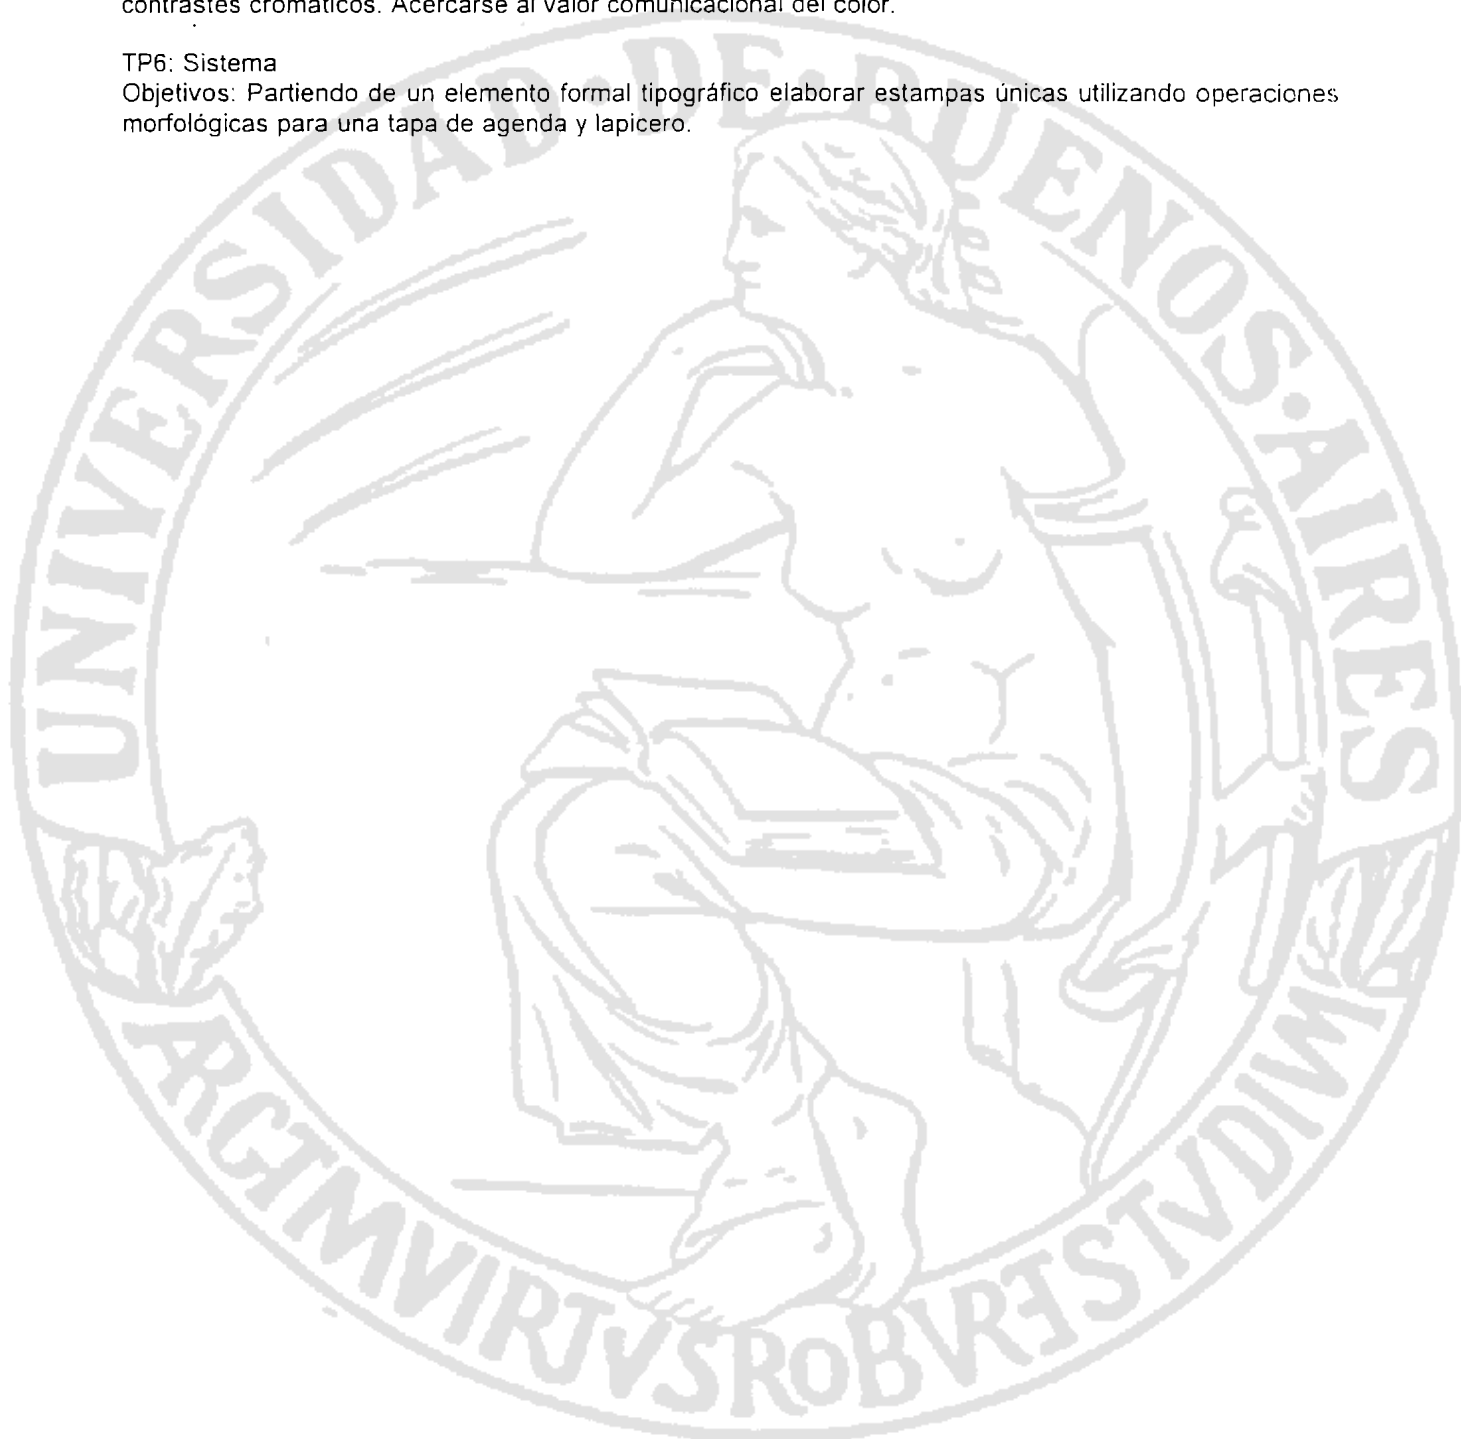 contrastes cromáticos. Acercarse al valor comunicacional del color.
TP6: Sistema
Objetivos: Partiendo de un elemento formal tipográfico elaborar estampas únicas utilizando operaciones
morfológicas para una tapa de agenda y lapicero.
UNIVERSIDAD·DE·BUENOS·AIRES
ARGTMVIRTVSROBVRETSTVDIVM